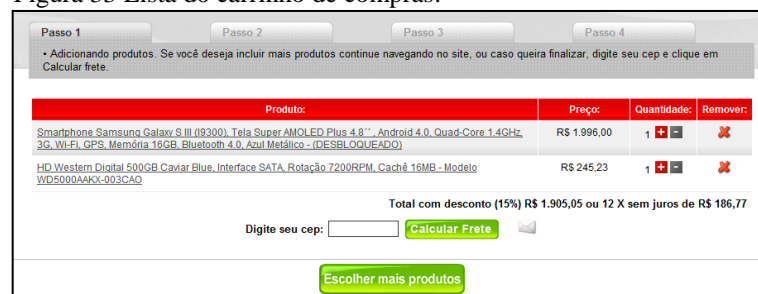 Figura 33 Lista do carrinho de compras.
Passo 1 Passo 2 Passo 3 Passo 4
• Adicionando produtos. Se você deseja incluir mais produtos continue navegando no site, ou caso queira finalizar, digite seu cep e clique em
Calcular frete.
Produto: Preço: Quantidade: Remover:
Smartphone Samsung Galaxy S III (I9300), Tela Super AMOLED Plus 4.8´´ , Android 4.0, Quad-Core 1.4GHz,
3G, Wi-Fi, GPS, Memória 16GB, Bluetooth 4.0, Azul Metálico - (DESBLOQUEADO)
R$ 1.996,00 1 + -
HD Western Digital 500GB Caviar Blue, Interface SATA, Rotação 7200RPM, Cachê 16MB - Modelo
WD5000AAKX-003CAO
R$ 245,23 1 + -
Total com desconto (15%) R$ 1.905,05 ou 12 X sem juros de R$ 186,77
Digite seu cep: Calcular Frete
Escolher mais produtos